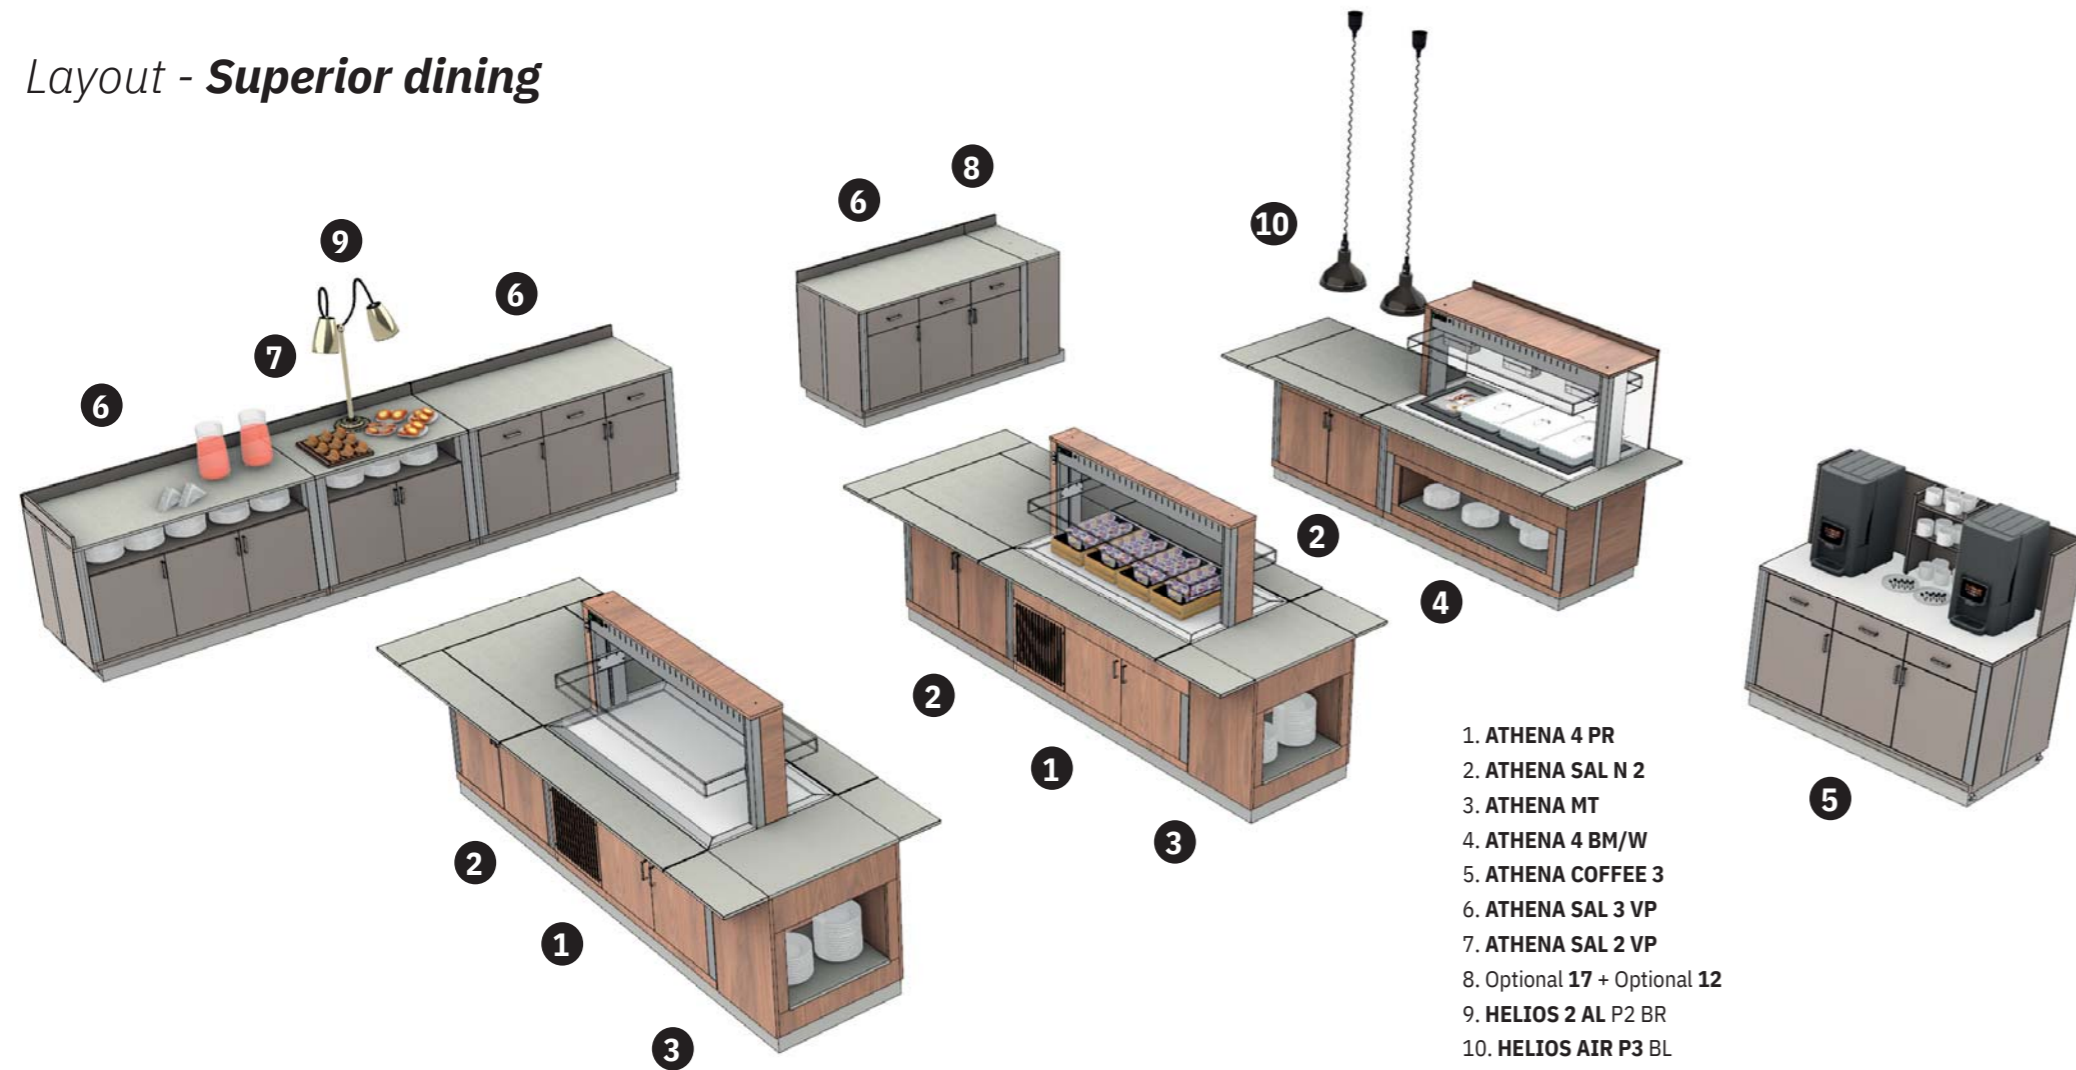 Layout - Superior dining
8
6
10
9
6
7
6
2
4
2
1
5
3
2
1
3
1. ATHENA 4 PR
2. ATHENA SAL N 2
3. ATHENA MT
4. ATHENA 4 BM/W
5. ATHENA COFFEE 3
6. ATHENA SAL 3 VP
7. ATHENA SAL 2 VP
8. Optional 17 + Optional 12
9. HELIOS 2 AL P2 BR
10. HELIOS AIR P3 BL